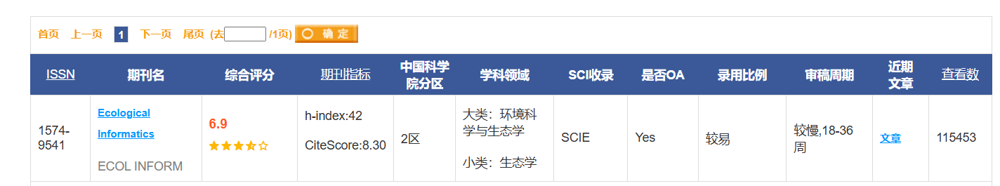 首页 上一页 1 下一页 尾页 (去 /1页) 确 定
ISSN 期刊名 综合评分 期刊指标 中国科学院分区 学科领域 SCI收录 是否OA 录用比例 审稿周期 近期文章 查看数
1574-
9541
Ecological
Informatics
ECOL INFORM
6.9
h-index:42
CiteScore:8.30
2区
大类：环境科
学与生态学
小类：生态学
SCIE
Yes
较易
较慢,18-36
周
文章
115453